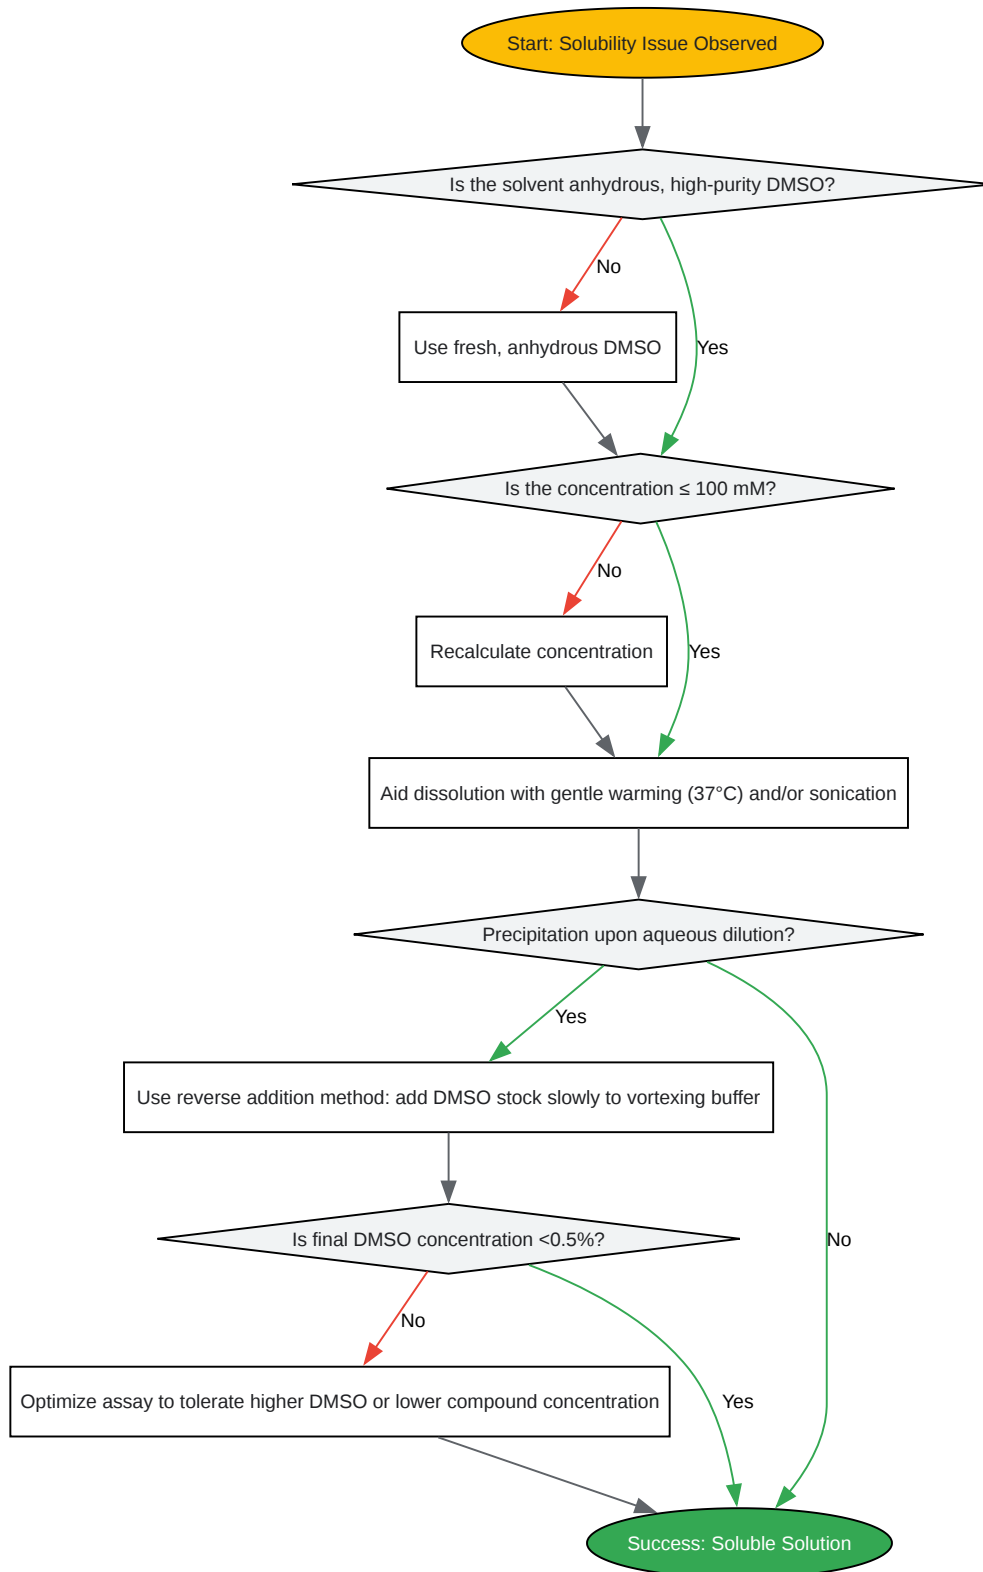 Start: Solubility Issue Observed
Is the solvent anhydrous, high-purity DMSO?
No
Use fresh, anhydrous DMSO
Yes
Is the concentration ≤ 100 mM?
No
Recalculate concentration
Yes
Aid dissolution with gentle warming (37°C) and/or sonication
Precipitation upon aqueous dilution?
Yes
Use reverse addition method: add DMSO stock slowly to vortexing buffer
Is final DMSO concentration <0.5%?
No
No
Optimize assay to tolerate higher DMSO or lower compound concentration
Yes
Success: Soluble Solution